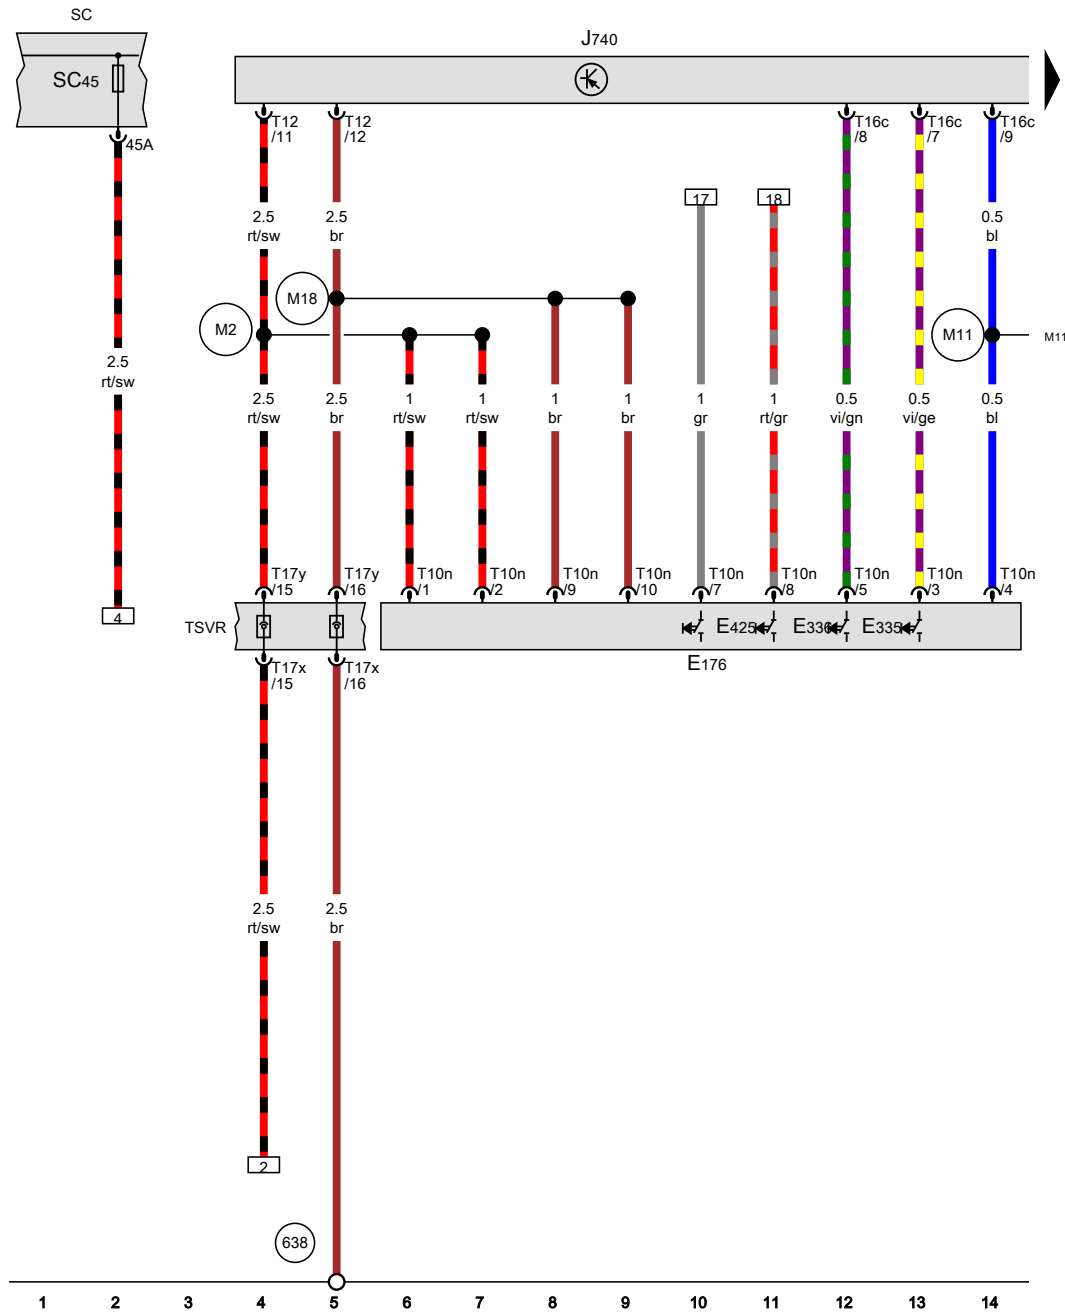 SC
J740
SC45
45A
T12
/11
T12
/12
T16c
/8
T16c
/7
T16c
/9
17
18
2.5
rt/sw
2.5
br
0.5
bl
M18
M2
M11
M11
2.5
rt/sw
2.5
rt/sw
2.5
br
1
rt/sw
1
rt/sw
1
br
1
br
1
gr
1
rt/gr
0.5
vi/gn
0.5
vi/ge
0.5
bl
T17y
/15
T17y
/16
T10n
/1
T10n
/2
T10n
/9
T10n
/10
T10n
/7
T10n
/8
T10n
/5
T10n
/3
T10n
/4
4
TSVR
E425
E336
E335
E176
T17x
/15
T17x
/16
2.5
rt/sw
2.5
br
2
638
1 2 3 4 5 6 7 8 9 10 11 12 13 14